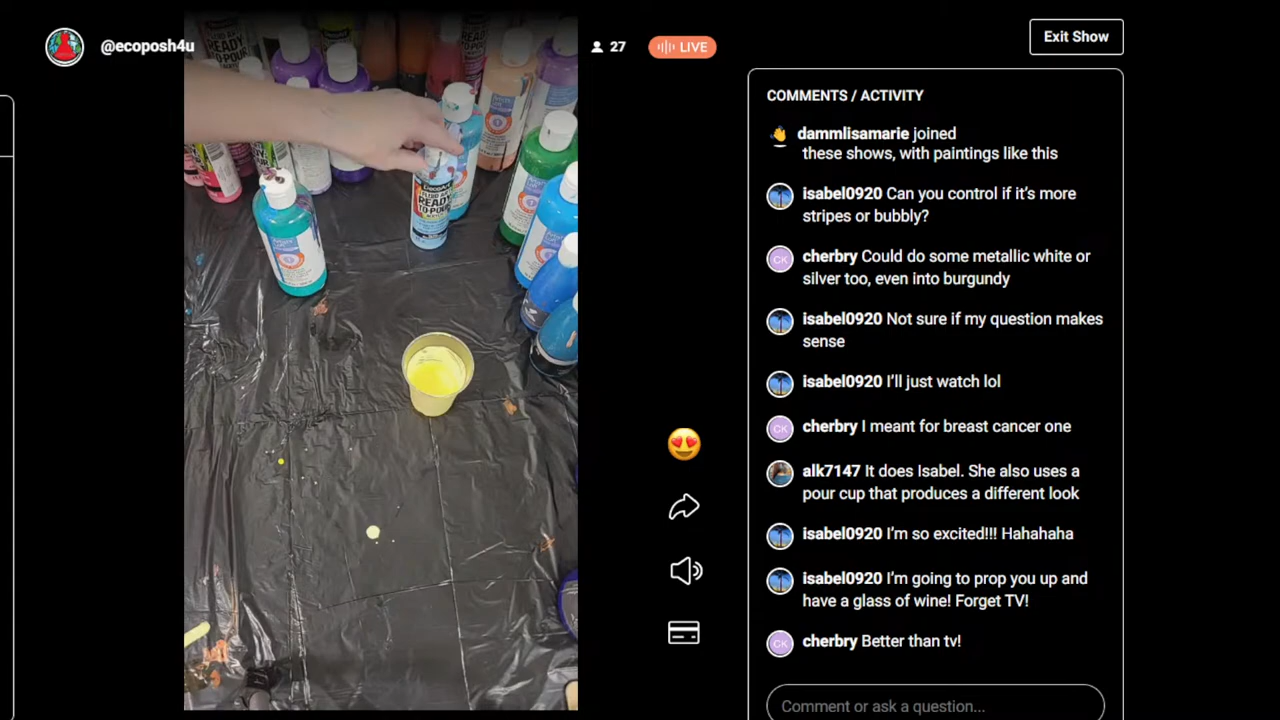 @ecoposh4u
27
LIVE
Exit Show
COMMENTS / ACTIVITY
dammlisamarie joined
these shows, with paintings like this
isabel0920 Can you control if it's more
stripes or bubbly?
CK
cherbry Could do some metallic white or
silver too, even into burgundy
isabel0920 Not sure if my question makes
sense
isabel0920 I'll just watch lol
CK
cherbry I meant for breast cancer one
alk7147 It does Isabel. She also uses a
pour cup that produces a different look
isabel0920 I'm so excited!!! Hahahaha
isabel0920 I'm going to prop you up and
have a glass of wine! Forget TV!
CK
cherbry Better than tv!
Comment or ask a question...
DecoArt
READY
TO-POUR
READY
TO-POUR